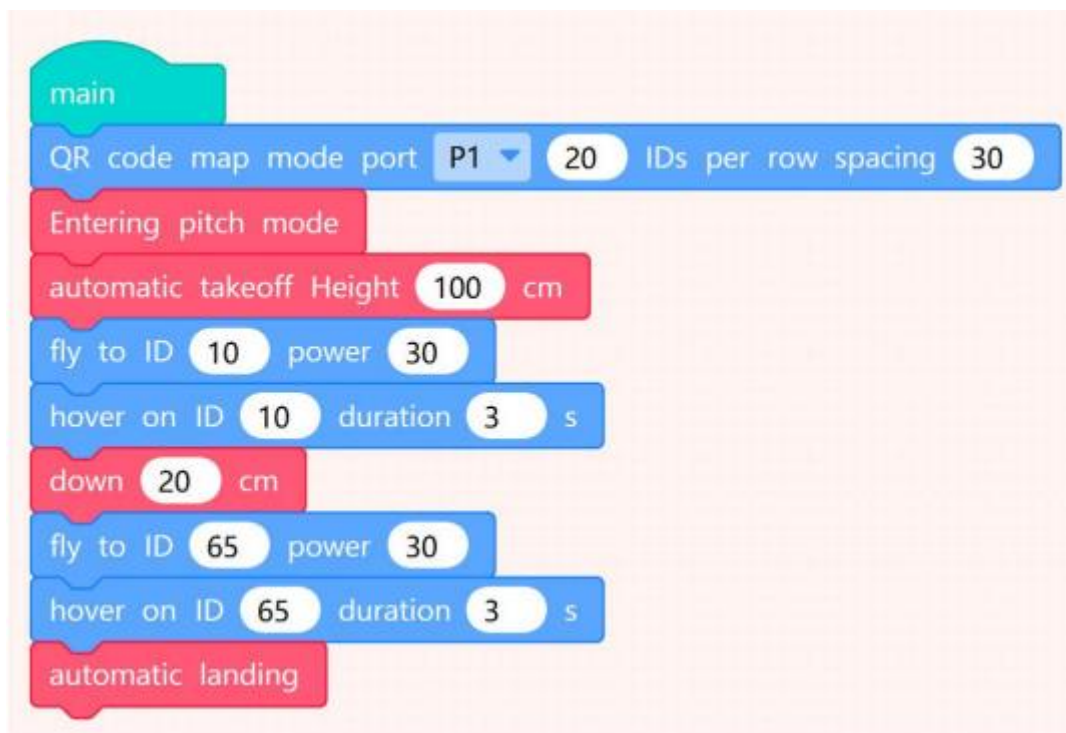 main
QR code map mode port P1 20 IDs per row spacing 30
Entering pitch mode
automatic takeoff Height 100 cm
fly to ID 10 power 30
hover on ID 10 duration 3 s
down 20 cm
fly to ID 65 power 30
hover on ID 65 duration 3 s
automatic landing